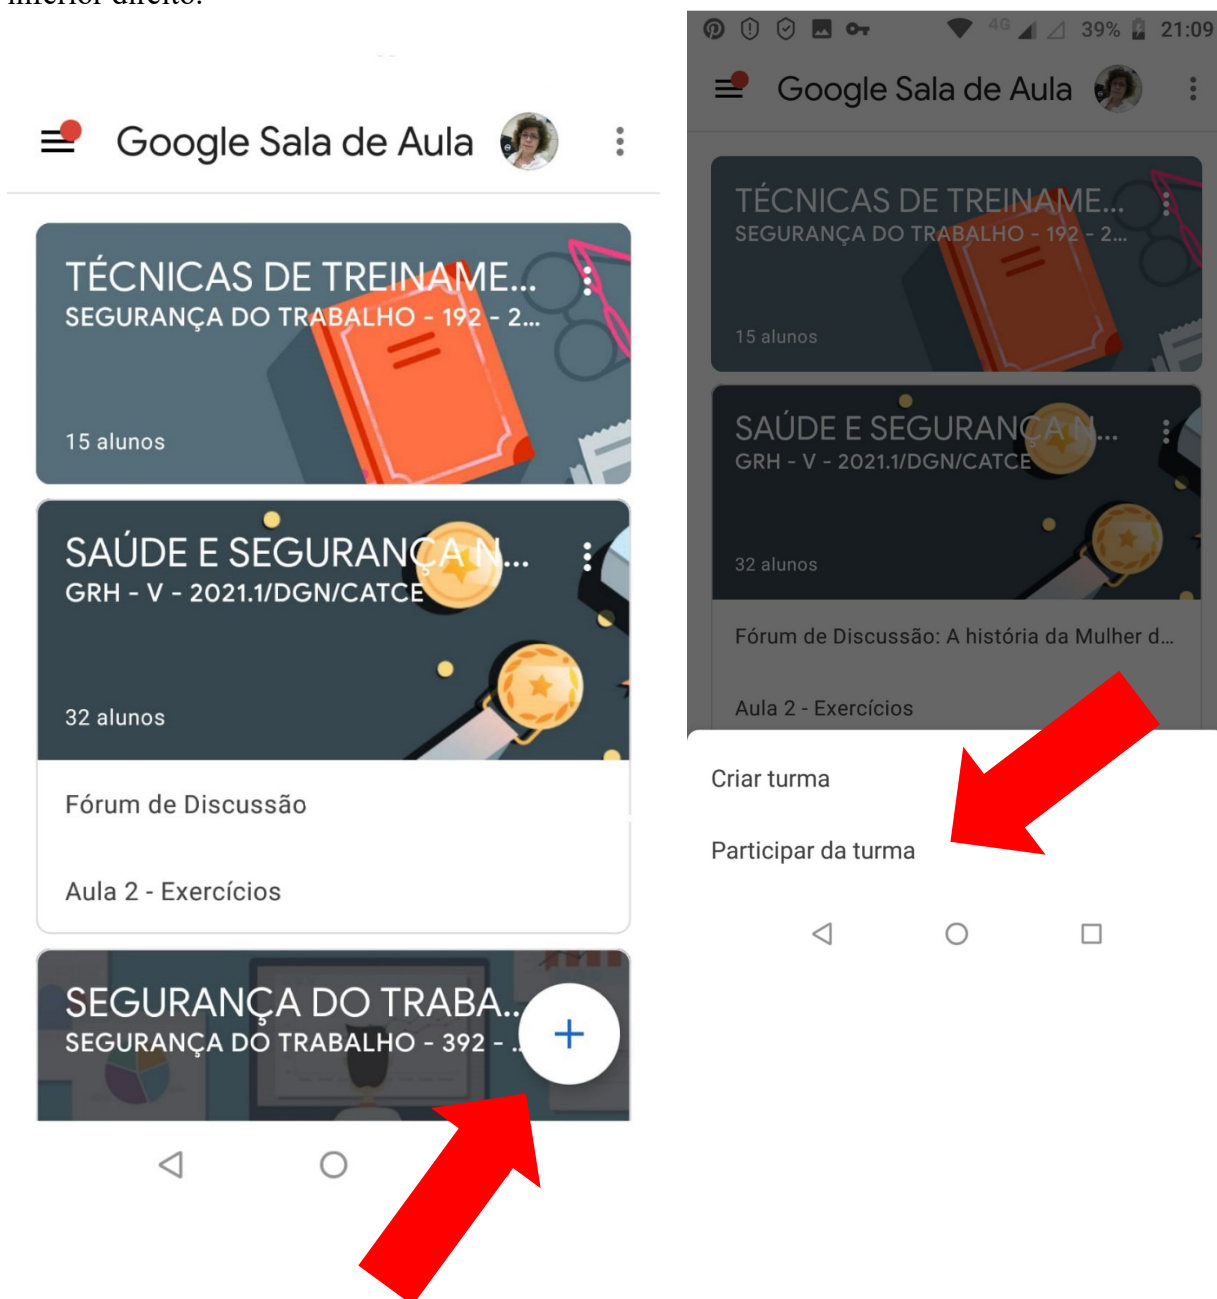 inferior direito.
Google Sala de Aula
TÉCNICAS DE TREINAME...
SEGURANÇA DO TRABALHO - 192 - 2...
15 alunos
SAÚDE E SEGURANÇA N...
GRH - V - 2021.1/DGN/CATCE
32 alunos
Fórum de Discussão
Aula 2 - Exercícios
SEGURANÇA DO TRABA...
SEGURANÇA DO TRABALHO - 392 - ...
4G 39% 21:09
Google Sala de Aula
TÉCNICAS DE TREINAME...
SEGURANÇA DO TRABALHO - 192 - 2...
15 alunos
SAÚDE E SEGURANÇA N...
GRH - V - 2021.1/DGN/CATCE
32 alunos
Fórum de Discussão: A história da Mulher d...
Aula 2 - Exercícios
Criar turma
Participar da turma